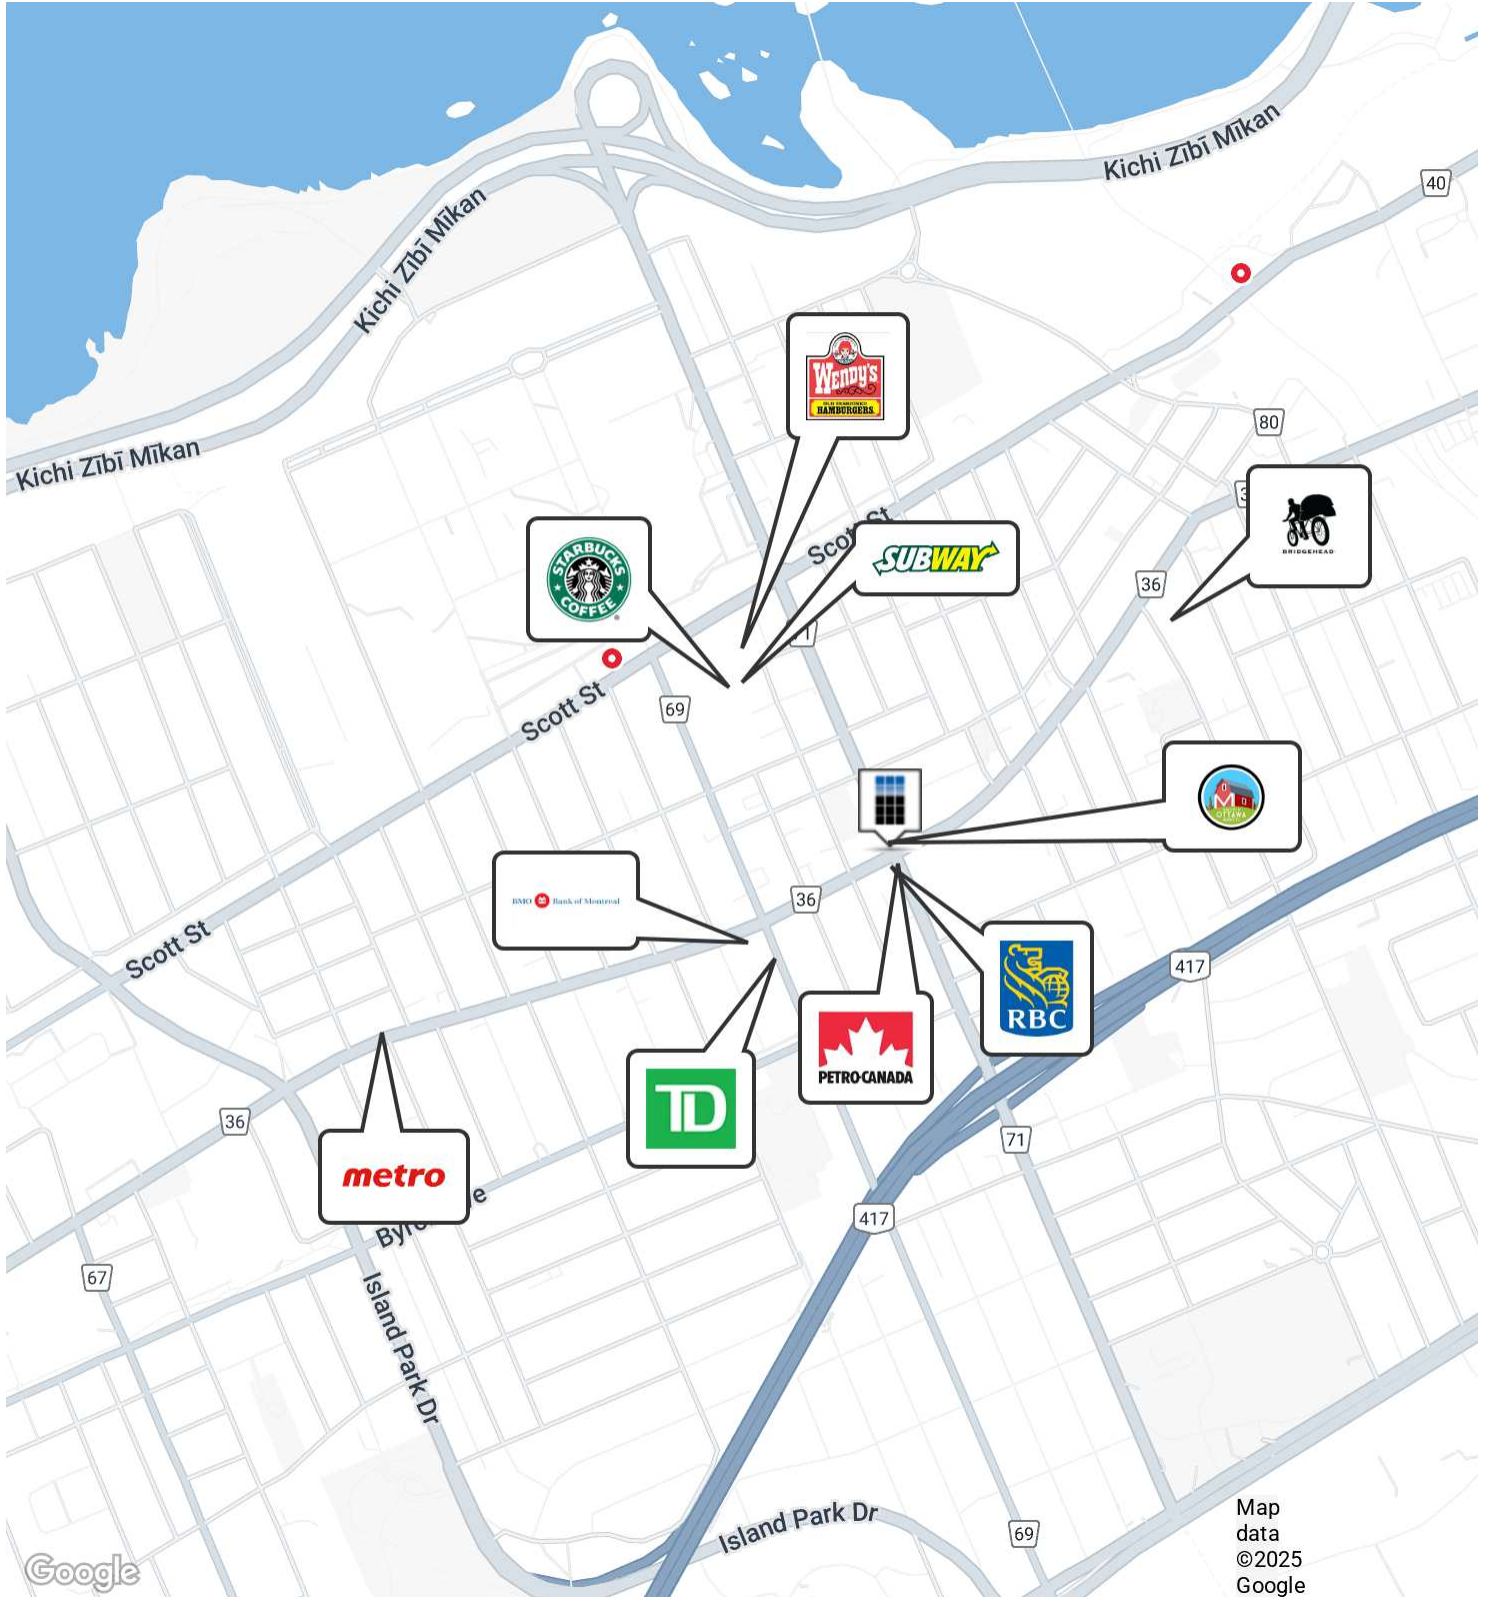 Kichi Zībī Mīkan
40
Kichi Zībī Mīkan
WENDY'S
OLD FASHIONED
HAMBURGERS.
80
Kichi Zībī Mīkan
BRIDGEHEAD
Scott St
SUBWAY
STARBUCKS
COFFEE
36
69
Scott St
M
OTTAWA
BMO Bank of Montreal
36
Scott St
417
RBC
PETRO-CANADA
TD
36
71
metro
417
67
Island Park Dr
Island Park Dr
69
Map
data
©2025
Google
Google